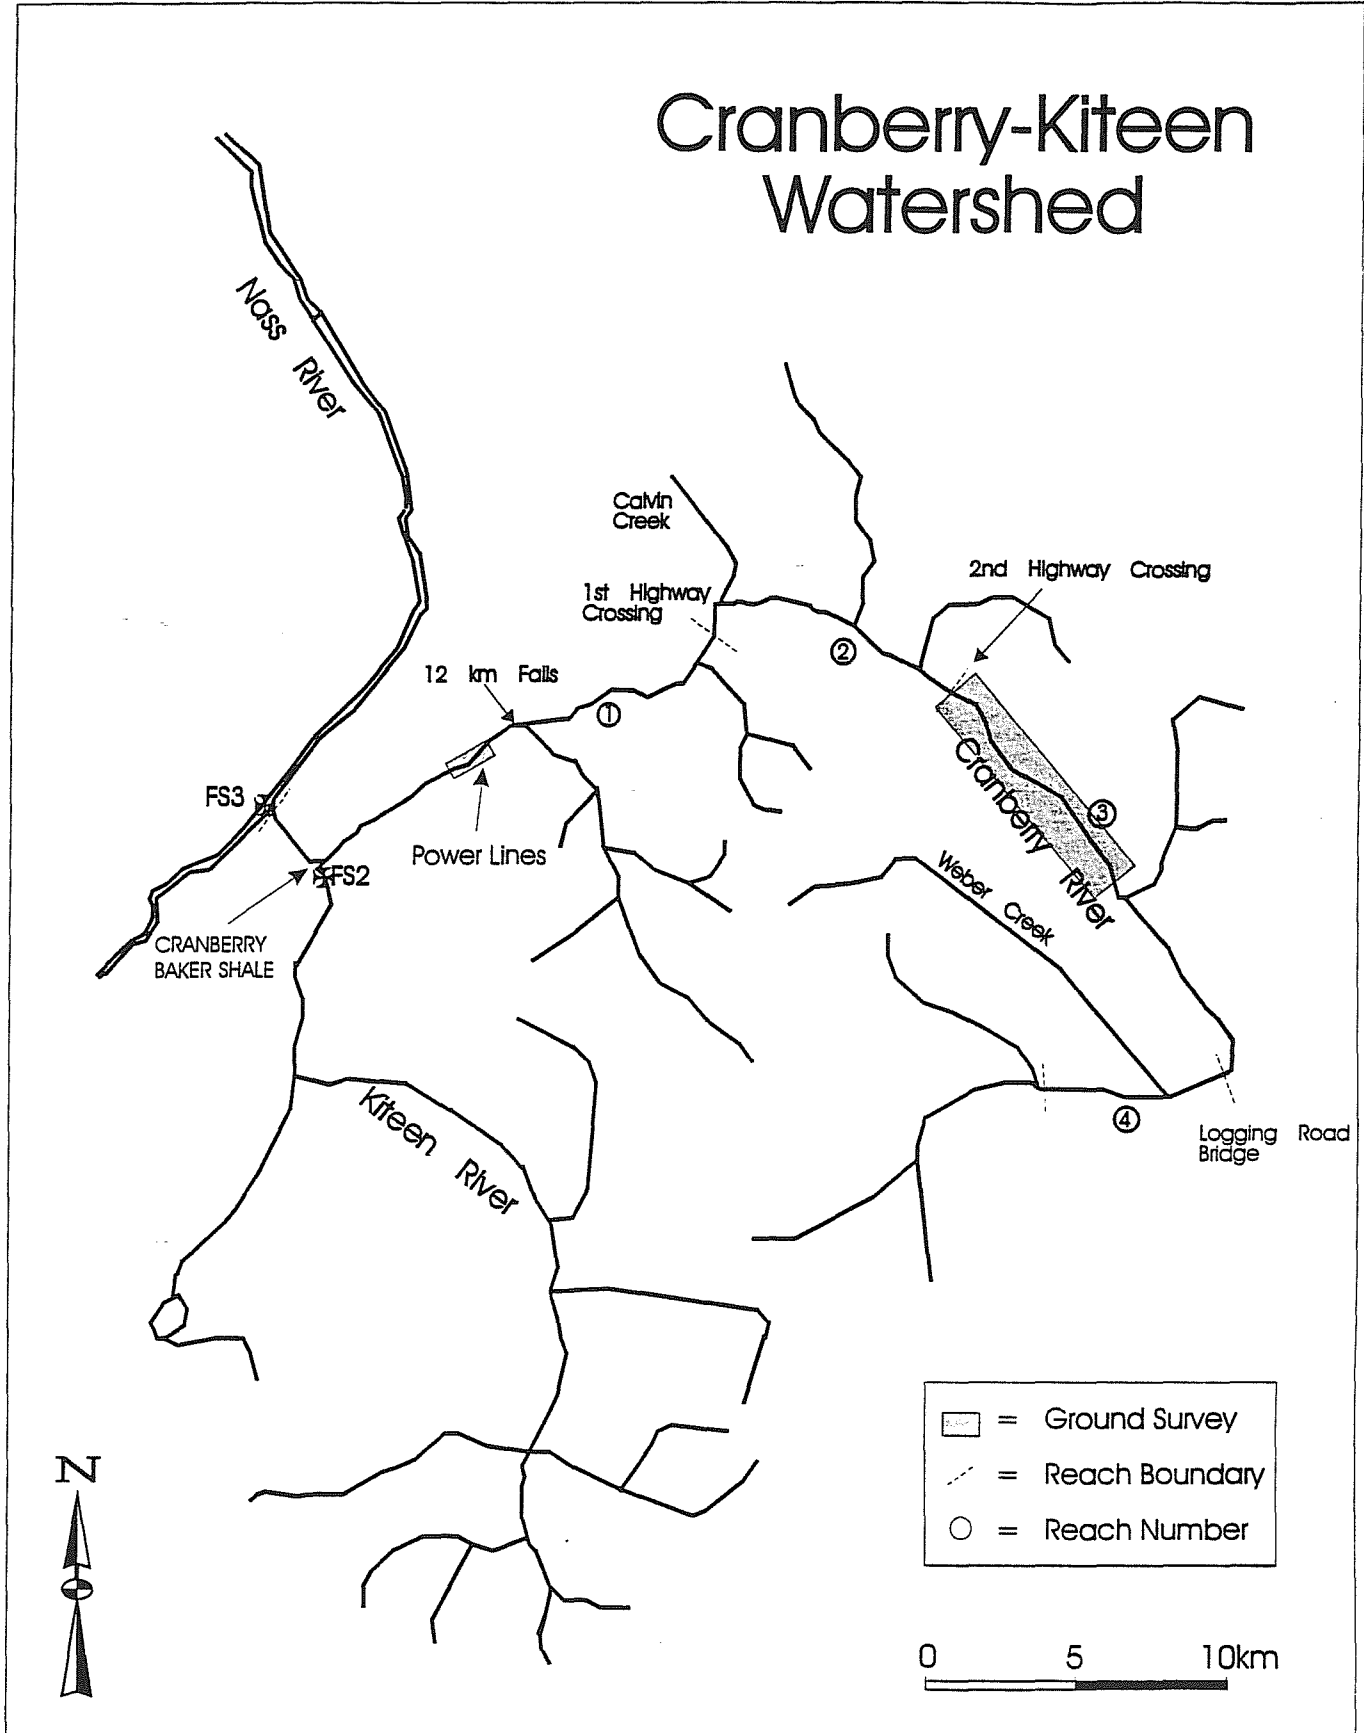 Cranberry-Kiteen
Watershed
Nass River
Calvin
Creek
2nd Highway Crossing
1st Highway
Crossing
2
12 km Falls
1
Cranberry River
3
FS3
Power Lines
FS2
Weber Creek
CRANBERRY
BAKER SHALE
Kiteen River
4
Logging Road
Bridge
= Ground Survey
= Reach Boundary
= Reach Number
N
0 5 10km